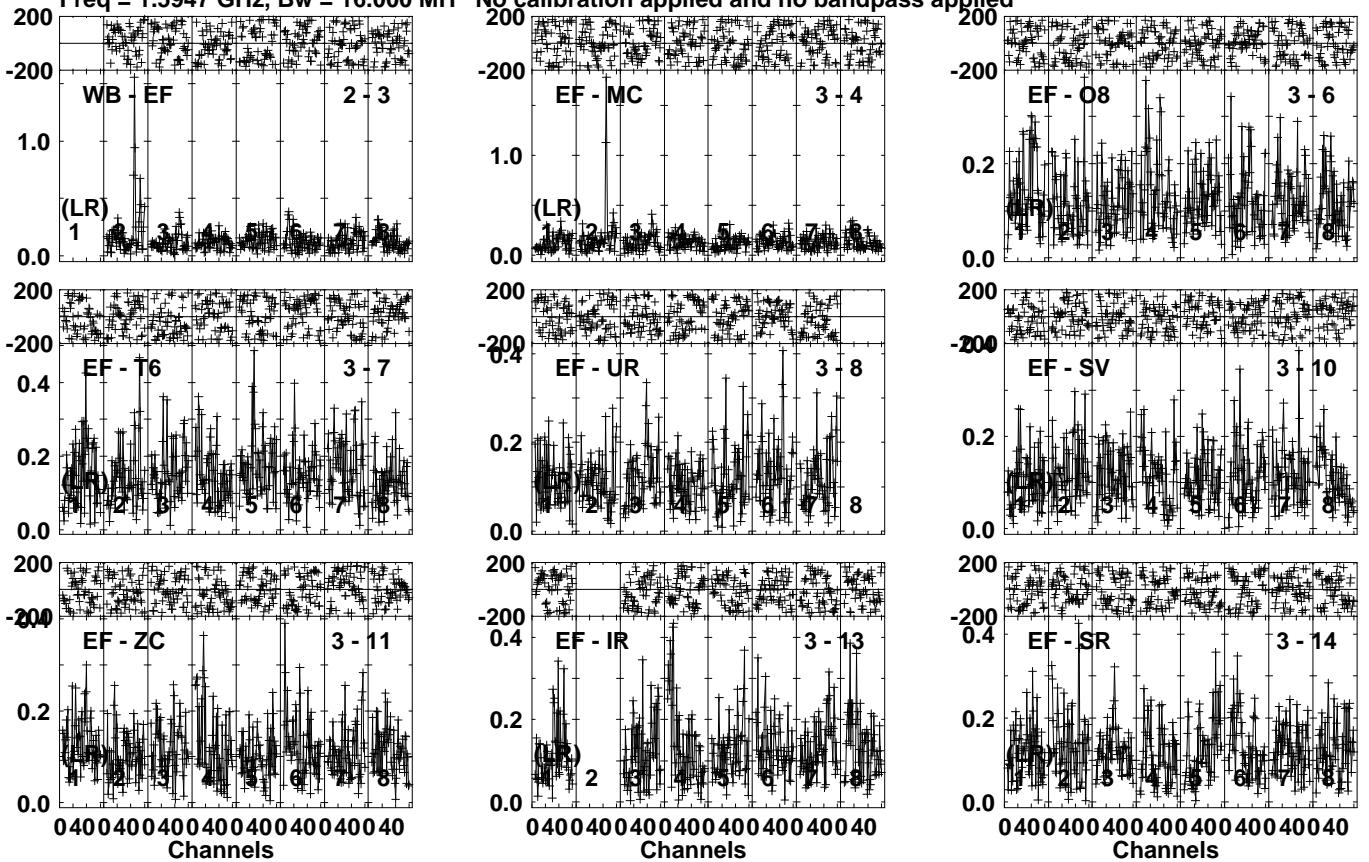 Freq = 1.5947 GHz, Bw = 16.000 MH No calibration applied and no bandpass applied
200 200 200
-200 -200 -200
WB - EF 2 - 3 EF - MC 3 - 4 EF - O8 3 - 6
1.0 1.0 0.2
(LR) (LR) (LR)
1 2 3 4 5 6 7 8 1 2 3 4 5 6 7 8 1 2 3 4 5 6 7 8
0.0 0.0 0.0
200 200 200
-200 -200 -200
0.4 0.4
EF - T6 3 - 7 EF - UR 3 - 8 EF - SV 3 - 10
0.4
0.2 0.2 0.2
(LR) (LR) (LR)
1 2 3 4 5 6 7 8 1 2 3 4 5 6 7 8 1 2 3 4 5 6 7 8
0.0 0.0 0.0
200 200 200
-200 -200 -200
0.4
EF - ZC 3 - 11 EF - IR 3 - 13 EF - SR 3 - 14
0.4 0.4
0.2 0.2 0.2
(LR) (LR) (LR)
1 2 3 4 5 6 7 8 1 2 3 4 5 6 7 8 1 2 3 4 5 6 7 8
0.0 0.0 0.0
0 40 0 40 0 40 0 40 0 40 0 40 0 40 0 40 0 40 0 40 0 40 0 40 0 40 0 40 0 40 0 40 0 40 0 40 0 40 0 40 0 40 0 40 0 40 0 40
Channels Channels Channels